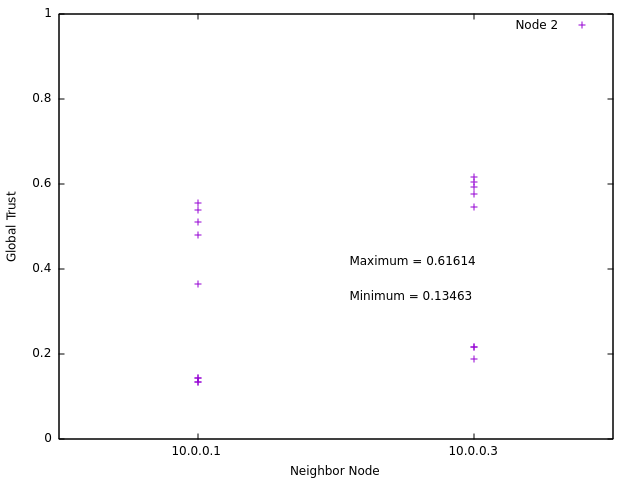 1
Node 2
0.8
0.6
Global Trust
Maximum = 0.61614
0.4
Minimum = 0.13463
0.2
0
10.0.0.1
10.0.0.3
Neighbor Node